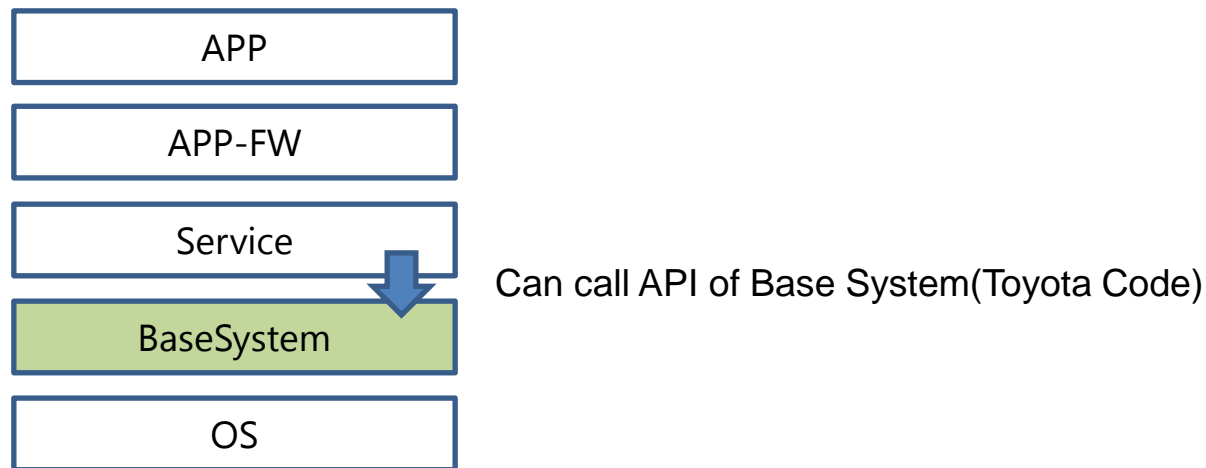 APP
APP-FW
Service
Can call API of Base System(Toyota Code)
BaseSystem
OS